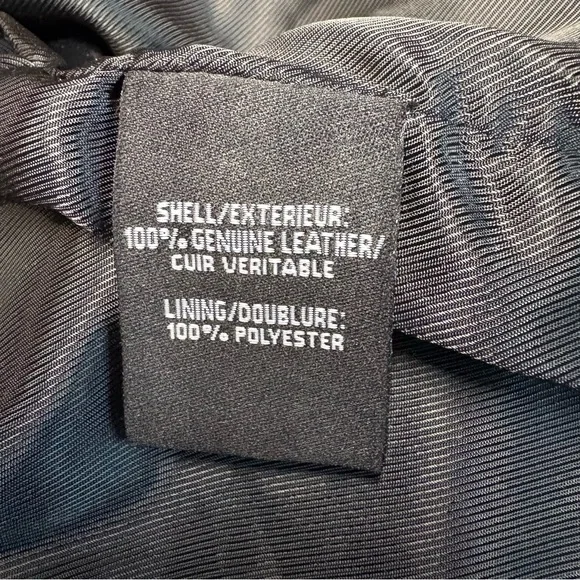 SHELL/EXTERIEUR:
100% GENUINE LEATHER/
CUIR VERITABLE
LINING/DOUBLURE:
100% POLYESTER